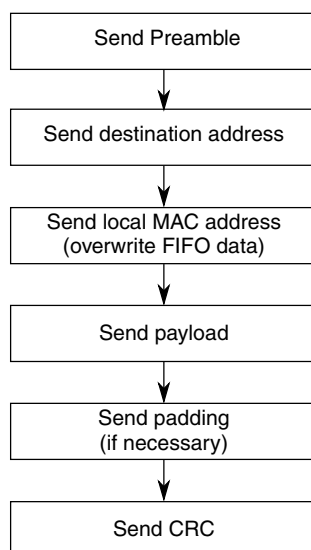 Send Preamble
Send destination address
Send local MAC address
(overwrite FIFO data)
Send payload
Send padding
(if necessary)
Send CRC